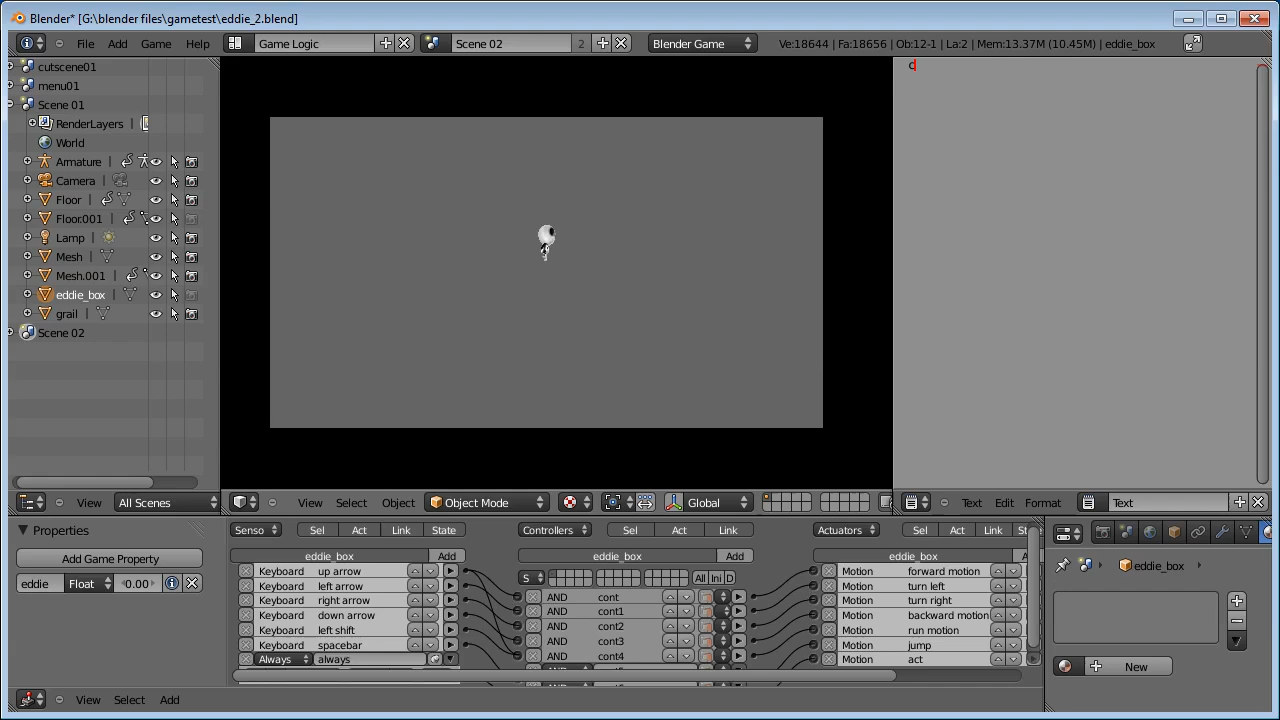 Blender* [G:\blender files\gametest\eddie_2.blend]
File Add Game Help Game Logic Scene 02 2 Blender Game Ve:18644 | Fa:18656 | Ob:12-1 | La:2 | Mem:13.37M (10.45M) | eddie_box
cutscene01
menu01
Scene 01
RenderLayers |
World
Armature |
Camera |
Floor |
Floor.001 |
Lamp |
Mesh |
Mesh.001 |
eddie_box |
grail |
Scene 02
View All Scenes
View Select Object Object Mode Global
Text Edit Format Text
Properties
Add Game Property
eddie Float 0.00
Senso Sel Act Link State
eddie_box Add
Keyboard up arrow
Keyboard left arrow
Keyboard right arrow
Keyboard down arrow
Keyboard left shift
Keyboard spacebar
Always always
Controllers Sel Act Link
eddie_box Add
S All Ini D
AND cont
AND cont1
AND cont2
AND cont3
AND cont4
Actuators Sel Act Link St
eddie_box A
Motion forward motion
Motion turn left
Motion turn right
Motion backward motion
Motion run motion
Motion jump
Motion act
eddie_box
New
View Select Add